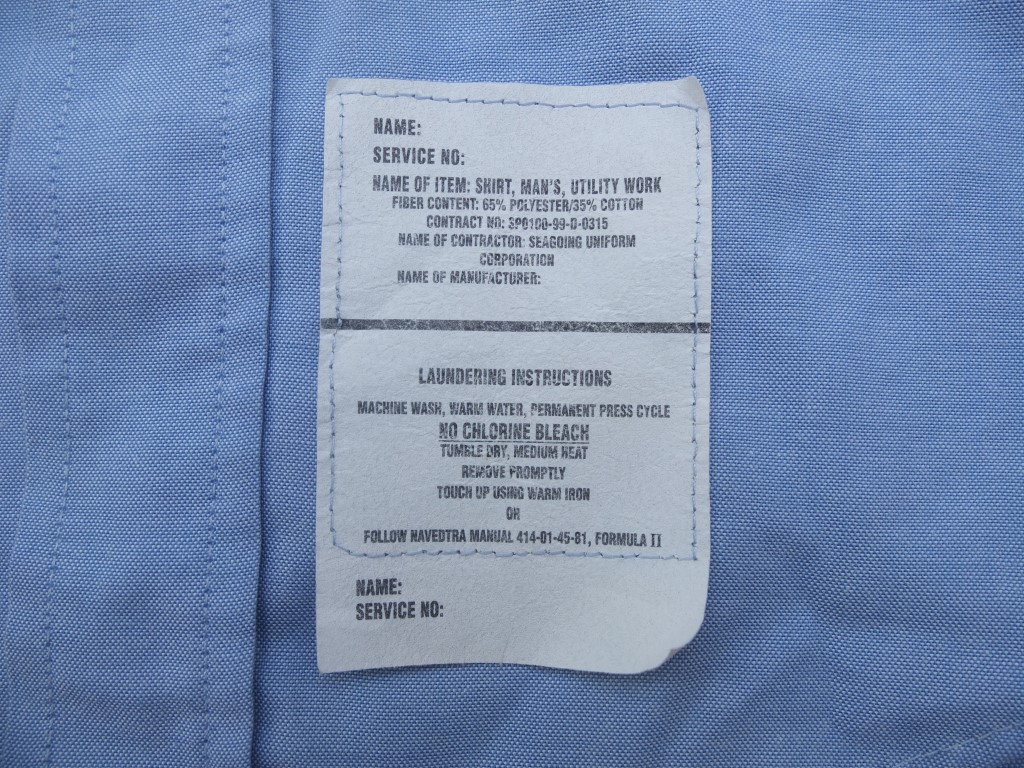 NAME:
SERVICE NO:
NAME OF ITEM: SHIRT, MAN'S, UTILITY WORK
FIBER CONTENT: 65% POLYESTER/35% COTTON
CONTRACT NO: SP0100-99-D-0315
NAME OF CONTRACTOR: SEAGOING UNIFORM
CORPORATION
NAME OF MANUFACTURER:
LAUNDERING INSTRUCTIONS
MACHINE WASH, WARM WATER, PERMANENT PRESS CYCLE
NO CHLORINE BLEACH
TUMBLE DRY, MEDIUM HEAT
REMOVE PROMPTLY
TOUCH UP USING WARM IRON
OR
FOLLOW NAVEDTRA MANUAL 414-01-45-81, FORMULA II
NAME:
SERVICE NO: